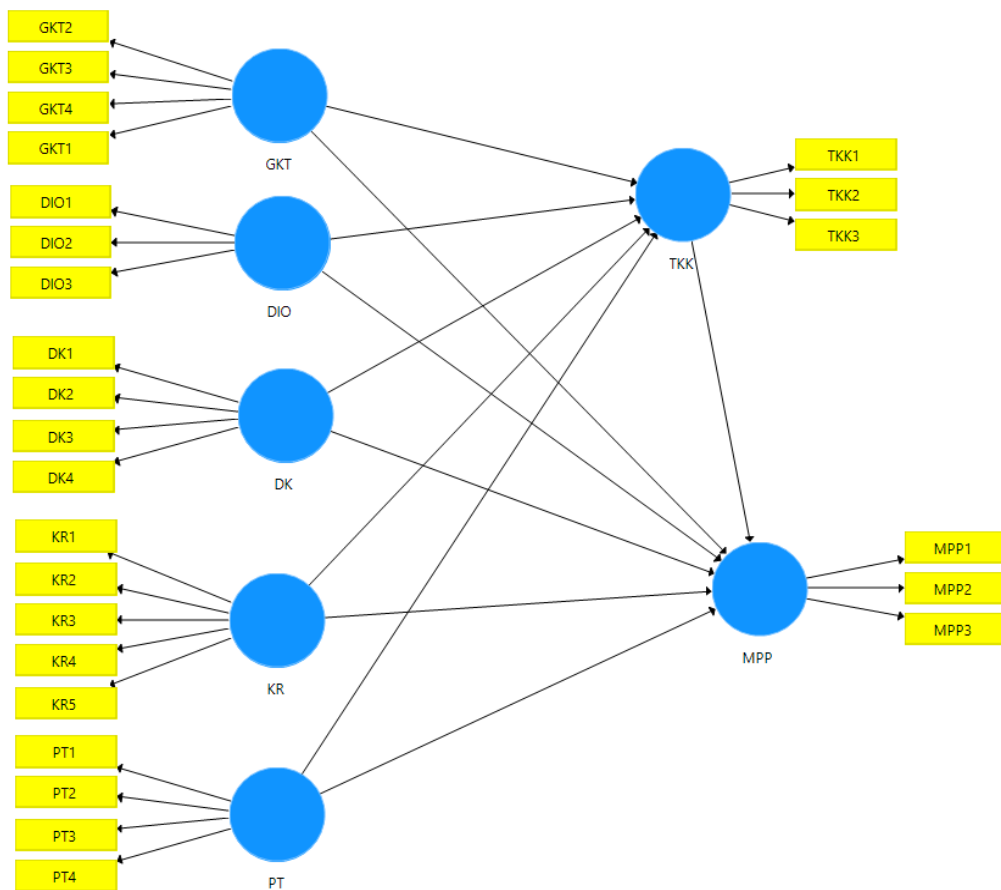 GKT2
GKT3
GKT4
GKT1
GKT
DIO1
DIO2
DIO3
DIO
DK1
DK2
DK3
DK4
DK
KR1
KR2
KR3
KR4
KR5
KR
PT1
PT2
PT3
PT4
PT
TKK1
TKK2
TKK3
TKK
MPP1
MPP2
MPP3
MPP